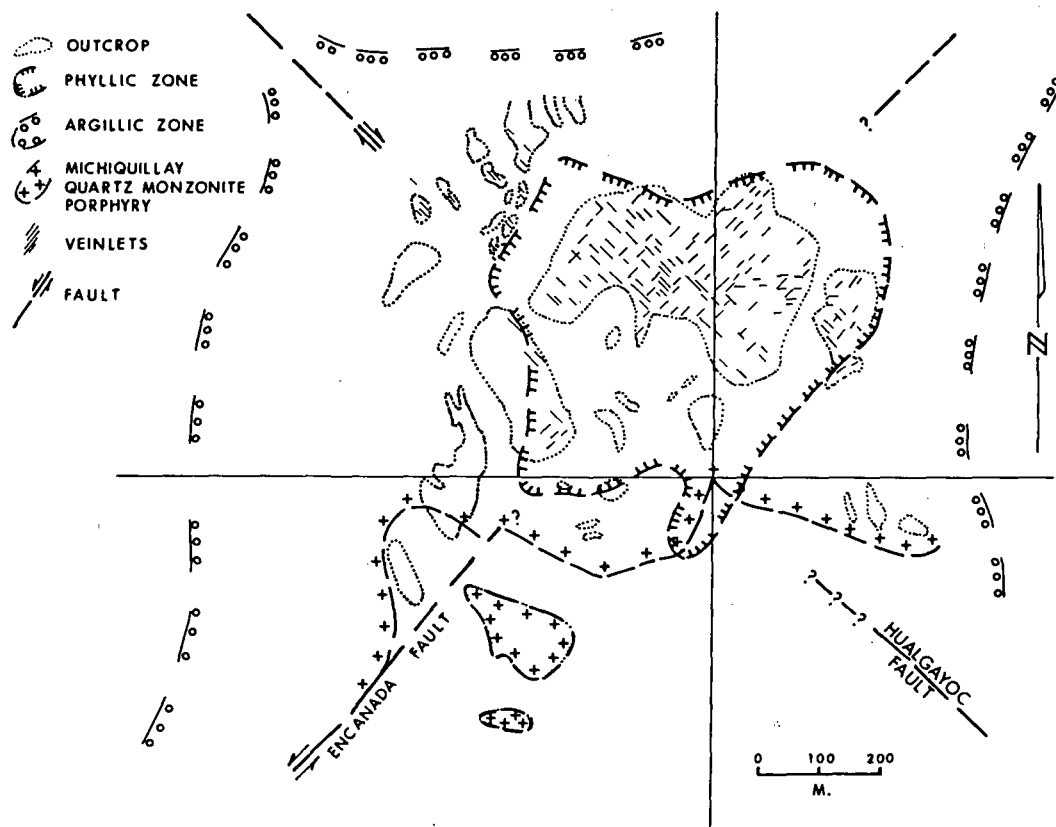 OUTCROP
PHYLLIC ZONE
ARGILLIC ZONE
MICHIQUILLAY
QUARTZ MONZONITE
PORPHYRY
VEINLETS
FAULT
?
N
?
? ? ?
HUALGAYOC
FAULT
ENCANADA FAULT
0 100 200
M.